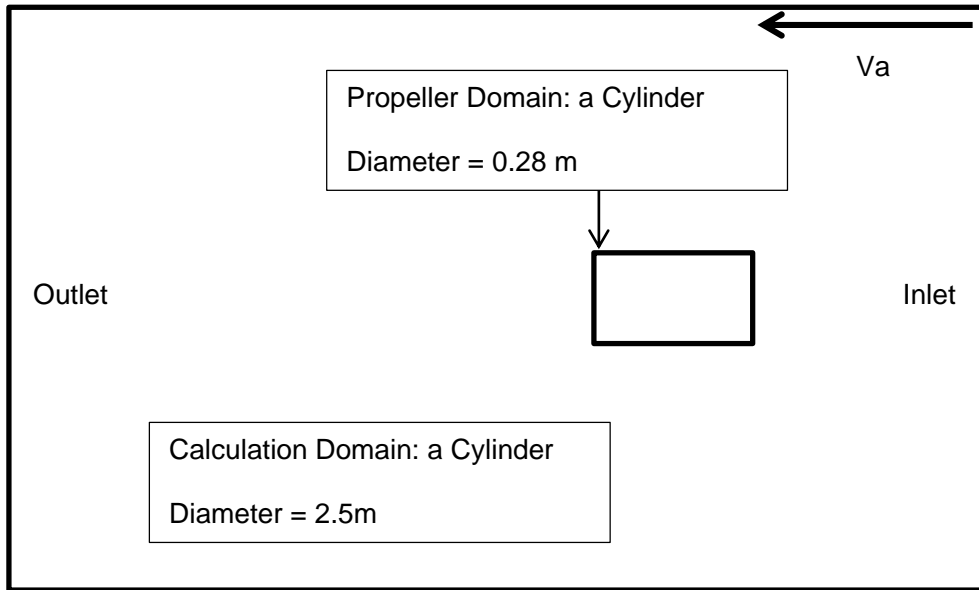 Va
Propeller Domain: a Cylinder
Diameter = 0.28 m
Outlet
Inlet
Calculation Domain: a Cylinder
Diameter = 2.5m